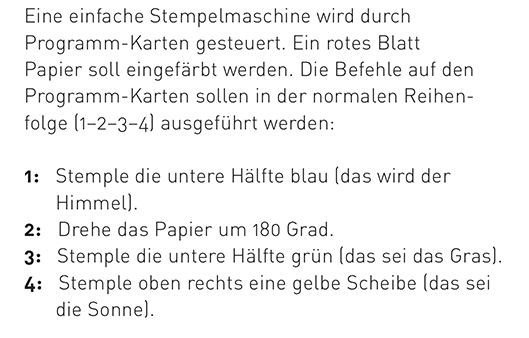 Eine einfache Stempelmaschine wird durch
Programm-Karten gesteuert. Ein rotes Blatt
Papier soll eingefärbt werden. Die Befehle auf den
Programm-Karten sollen in der normalen Reihen-
folge (1–2–3–4) ausgeführt werden:
1: Stemple die untere Hälfte blau (das wird der
Himmel).
2: Drehe das Papier um 180 Grad.
3: Stemple die untere Hälfte grün (das sei das Gras).
4: Stemple oben rechts eine gelbe Scheibe (das sei
die Sonne).